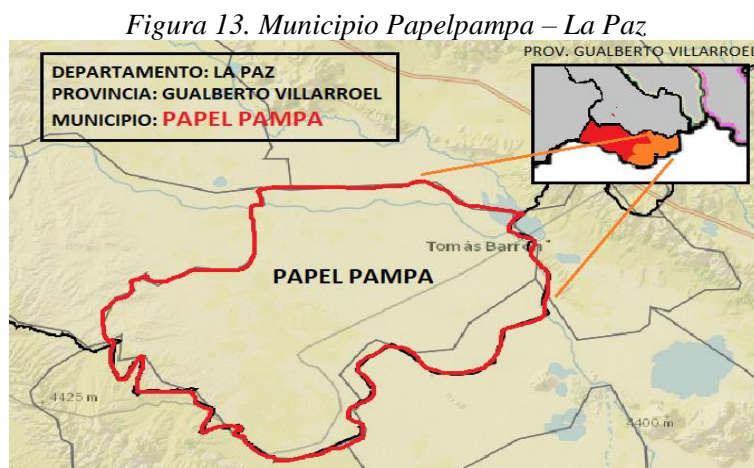 Figura 13. Municipio Papelpampa – La Paz
DEPARTAMENTO: LA PAZ
PROVINCIA: GUALBERTO VILLARROEL
MUNICIPIO: PAPEL PAMPA
PROV. GUALBERTO VILLARROEL
Tomás Barrón
PAPEL PAMPA
4425 m
4400 m